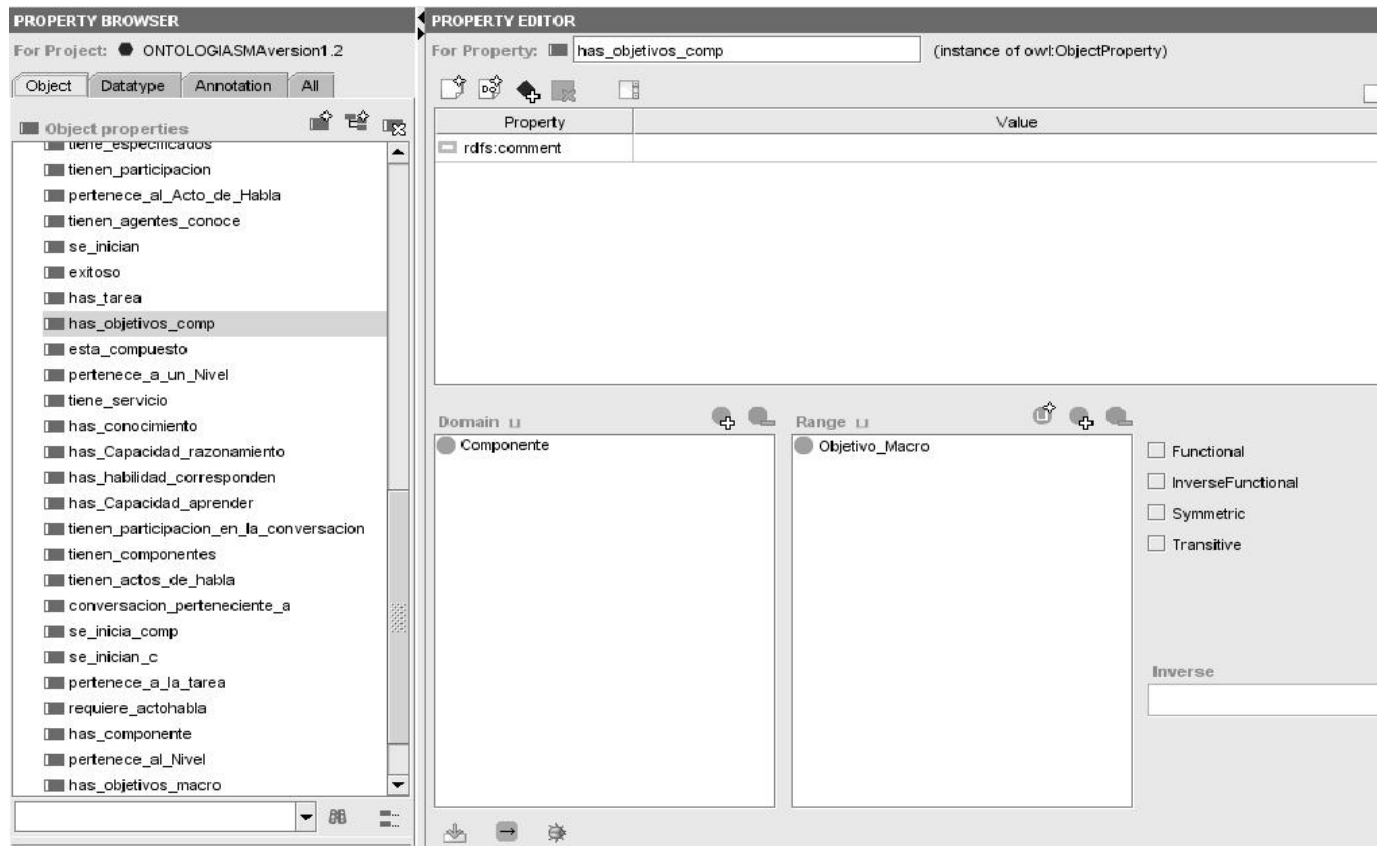 PROPERTY BROWSER
For Project: ONTOLOGIASMAversion1.2
Object Datatype Annotation All
Object properties
tiene_especificados
tienen_participacion
pertenece_al_Acto_de_Habla
tienen_agentes_conoce
se_inician
exitoso
has_tarea
has_objetivos_comp
esta_compuesto
pertenece_a_un_Nivel
tiene_servicio
has_conocimiento
has_Capacidad_razonamiento
has_habilidad_corresponden
has_Capacidad_aprender
tienen_participacion_en_la_conversacion
tienen_componentes
tienen_actos_de_habla
conversacion_perteneciente_a
se_inicia_comp
se_inician_c
pertenece_a_la_tarea
requiere_actohabla
has_componente
pertenece_al_Nivel
has_objetivos_macro
PROPERTY EDITOR
For Property: has_objetivos_comp (instance of owl:ObjectProperty)
Property Value
rdfs:comment
Domain ⊔
Componente
Range ⊔
Objetivo_Macro
Functional
InverseFunctional
Symmetric
Transitive
Inverse